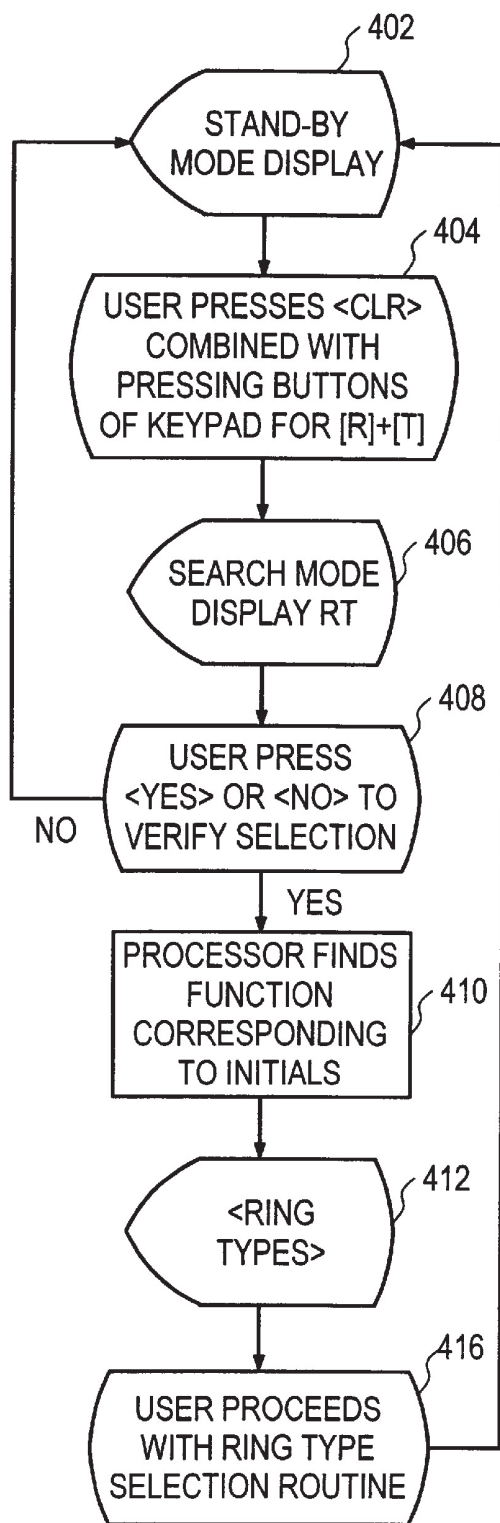 402
STAND-BY
MODE DISPLAY
404
USER PRESSES <CLR>
COMBINED WITH
PRESSING BUTTONS
OF KEYPAD FOR [R]+[T]
406
SEARCH MODE
DISPLAY RT
408
USER PRESS
<YES> OR <NO> TO
VERIFY SELECTION
NO
YES
PROCESSOR FINDS
FUNCTION
CORRESPONDING
TO INITIALS
410
412
<RING
TYPES>
416
USER PROCEEDS
WITH RING TYPE
SELECTION ROUTINE